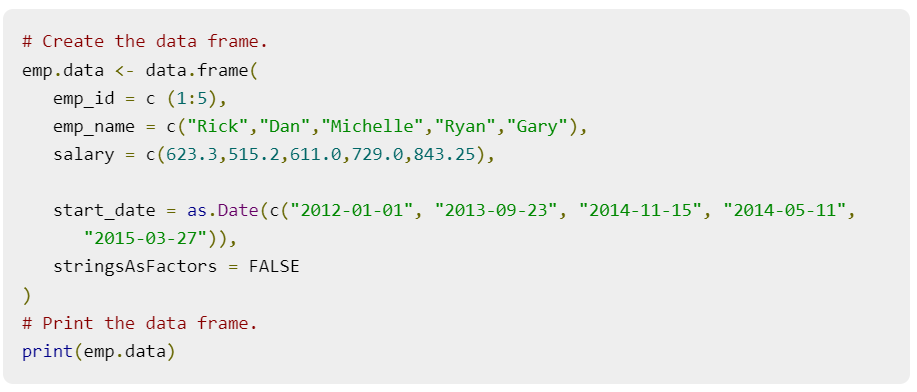 # Create the data frame.
emp.data <- data.frame(
   emp_id = c (1:5),
   emp_name = c("Rick","Dan","Michelle","Ryan","Gary"),
   salary = c(623.3,515.2,611.0,729.0,843.25),

   start_date = as.Date(c("2012-01-01", "2013-09-23", "2014-11-15", "2014-05-11",
      "2015-03-27")),
   stringsAsFactors = FALSE
)
# Print the data frame.
print(emp.data)